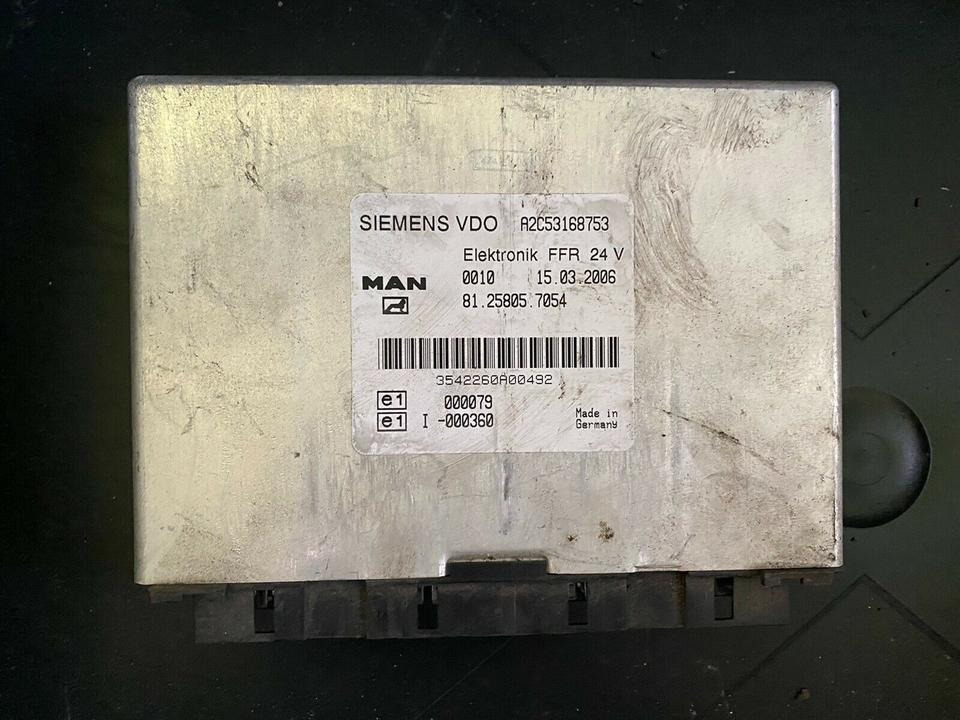 SIEMENS VDO A2C53168753
Elektronik FFR 24 V
MAN 0010 15.03.2006
81.25805.7054
3542260A00492
e1 000079
e1 I -000360
Made in
Germany